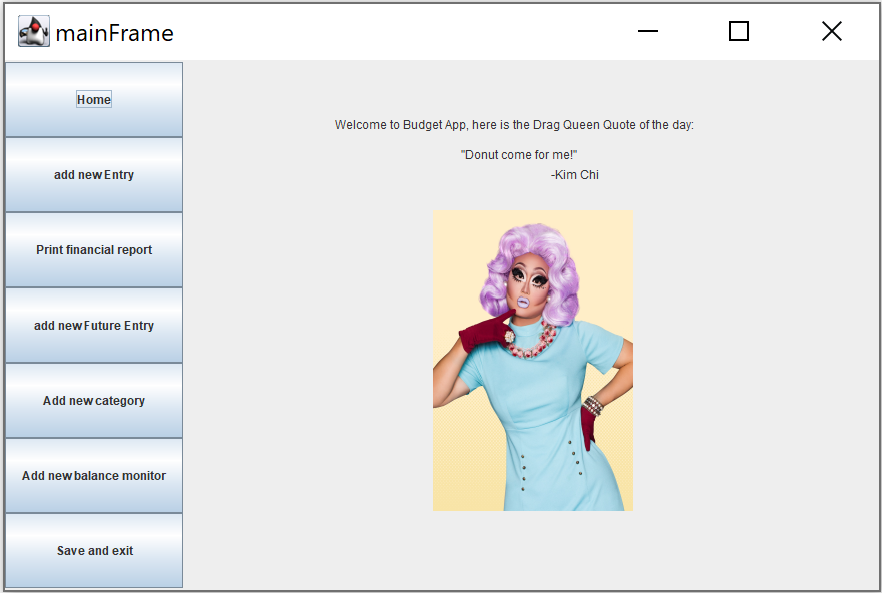 mainFrame
Home
add new Entry
Print financial report
add new Future Entry
Add new category
Add new balance monitor
Save and exit
Welcome to Budget App, here is the Drag Queen Quote of the day:
"Donut come for me!"
-Kim Chi